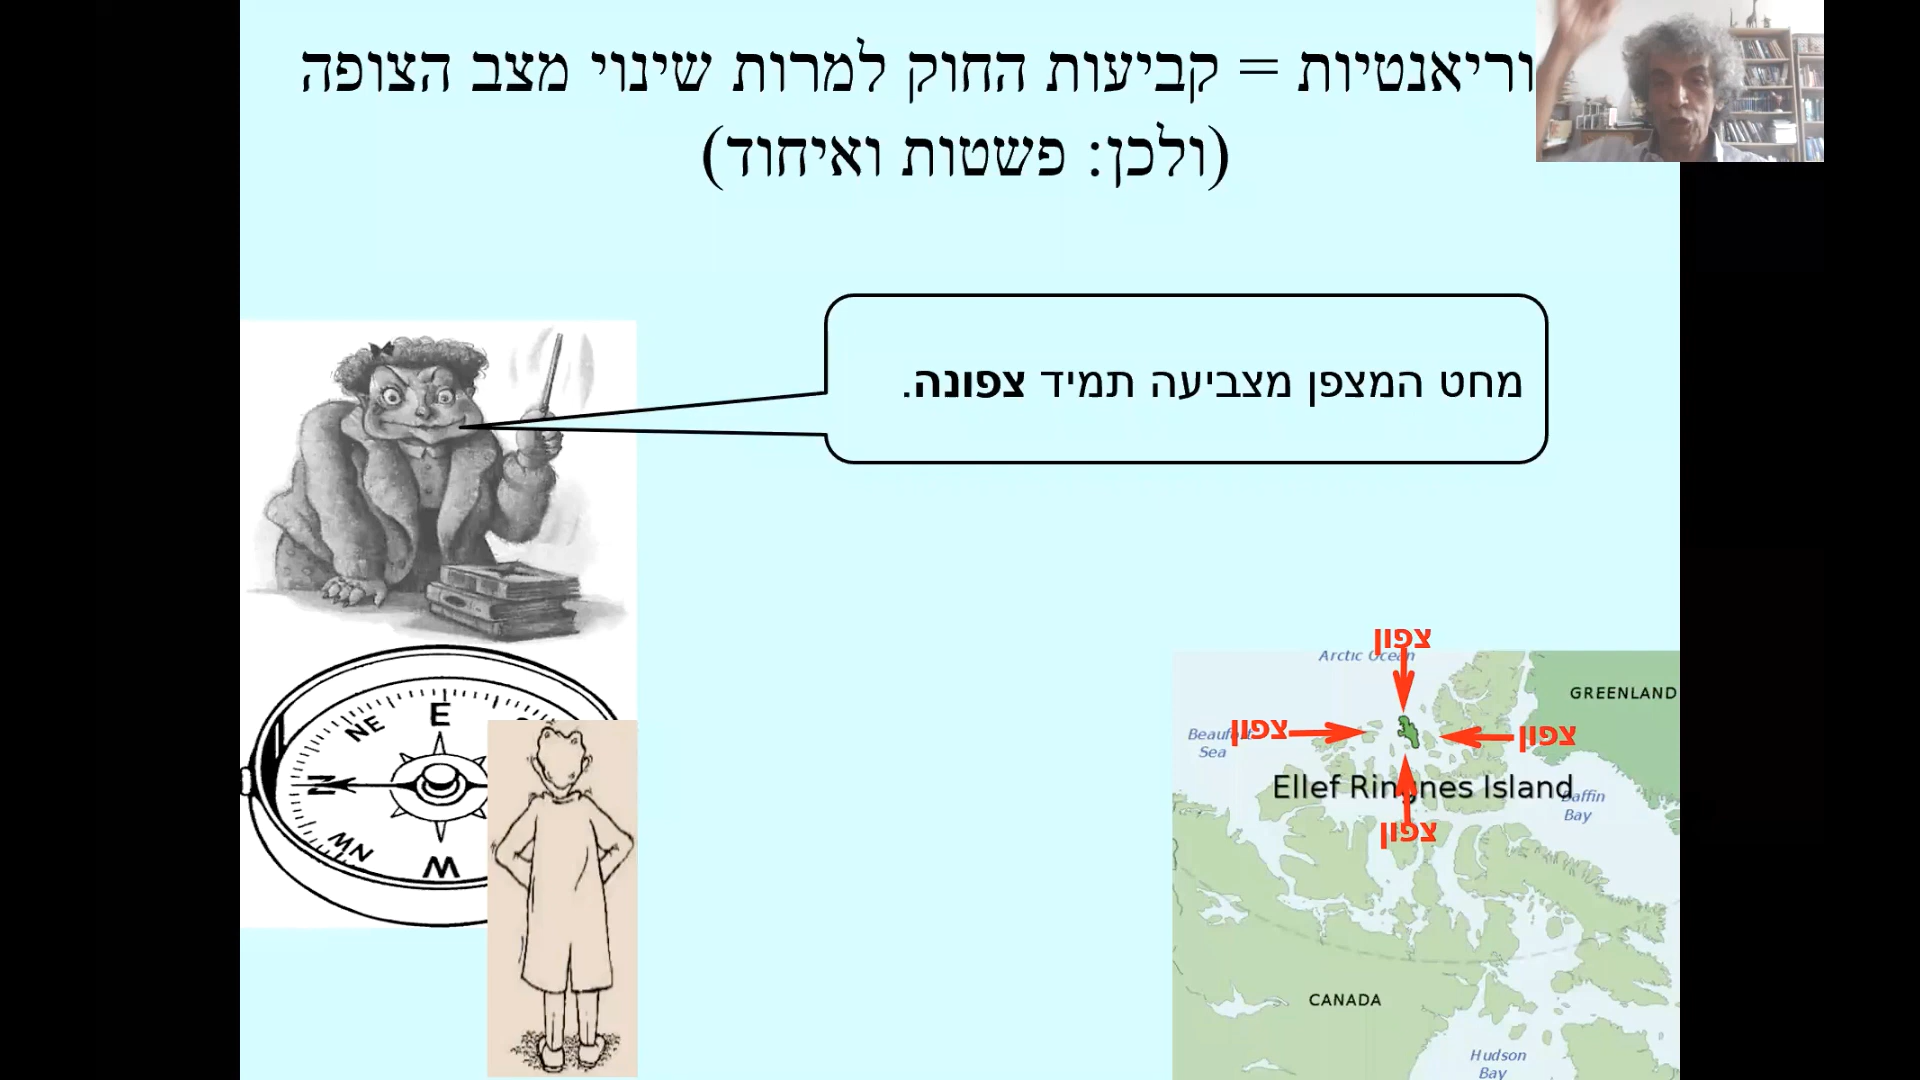 וריאנטיות = קביעות החוק למרות שינוי מצב הצופה
(ולכן: פשטות ואיחוד)
מחט המצפן מצביעה תמיד צפונה.
E
NE
N
NW
W
צפון
Arctic Ocean
GREENLAND
צפון
צפון
Beaufort
Sea
Ellef Ringnes Island
Baffin
Bay
צפון
CANADA
Hudson
Bay